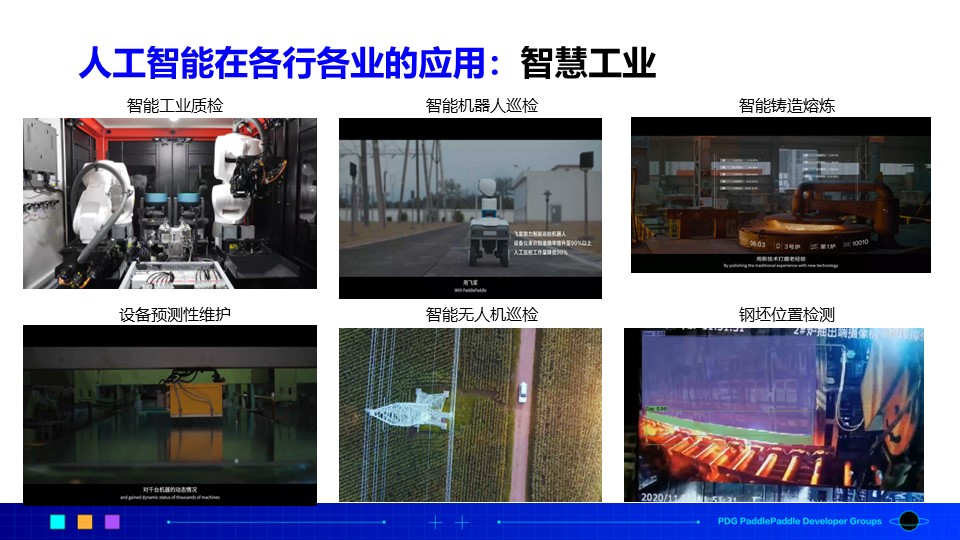 人工智能在各行各业的应用：智慧工业
智能工业质检
智能机器人巡检
智能铸造熔炼
飞桨助力智能巡检机器人
设备仪表识别准确率提升至90%以上
人工巡检工作量降低90%
用飞桨
With PaddlePaddle
06:03
3号炉
第1炉
10010
用新技术打磨老经验
By polishing the traditional experience with new technology
设备预测性维护
智能无人机巡检
钢坯位置检测
对千台机器的动态情况
and gained dynamic status of thousands of machines
2020/11
PDG PaddlePaddle Developer Groups